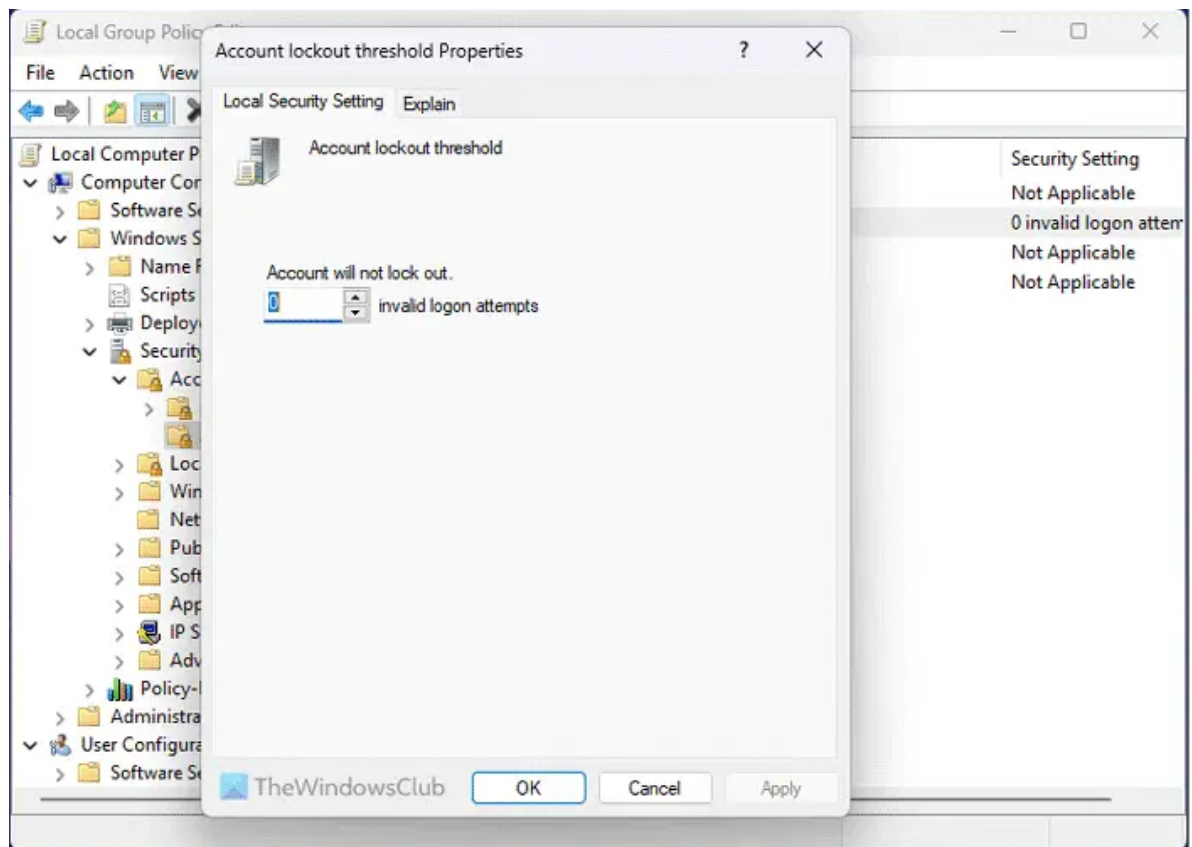 Local Group Policy Edit
Account lockout threshold Properties
?
File Action View
Local Security Setting Explain
Account lockout threshold
Local Computer P
Security Setting
Computer Cor
Not Applicable
Software Se
0 invalid logon attem
Windows S
Not Applicable
Name R
Account will not lock out.
Not Applicable
Scripts
0 invalid logon attempts
Deploy
Security
Acc
Loc
Win
Net
Pub
Soft
App
IP S
Adv
Policy-
Administra
User Configura
Software Se
TheWindowsClub
OK Cancel Apply